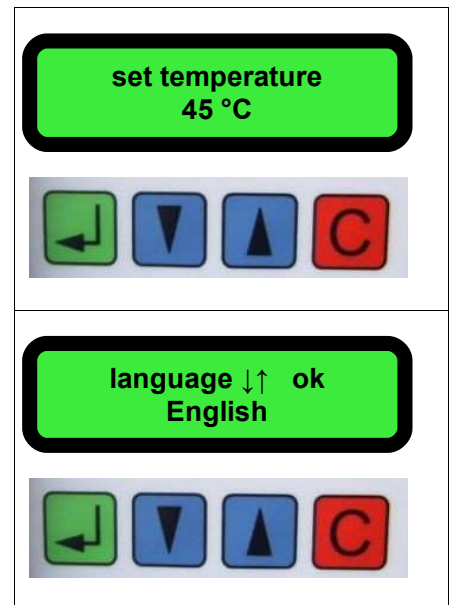 set temperature
45 °C
C
language ↓↑ ok
English
C